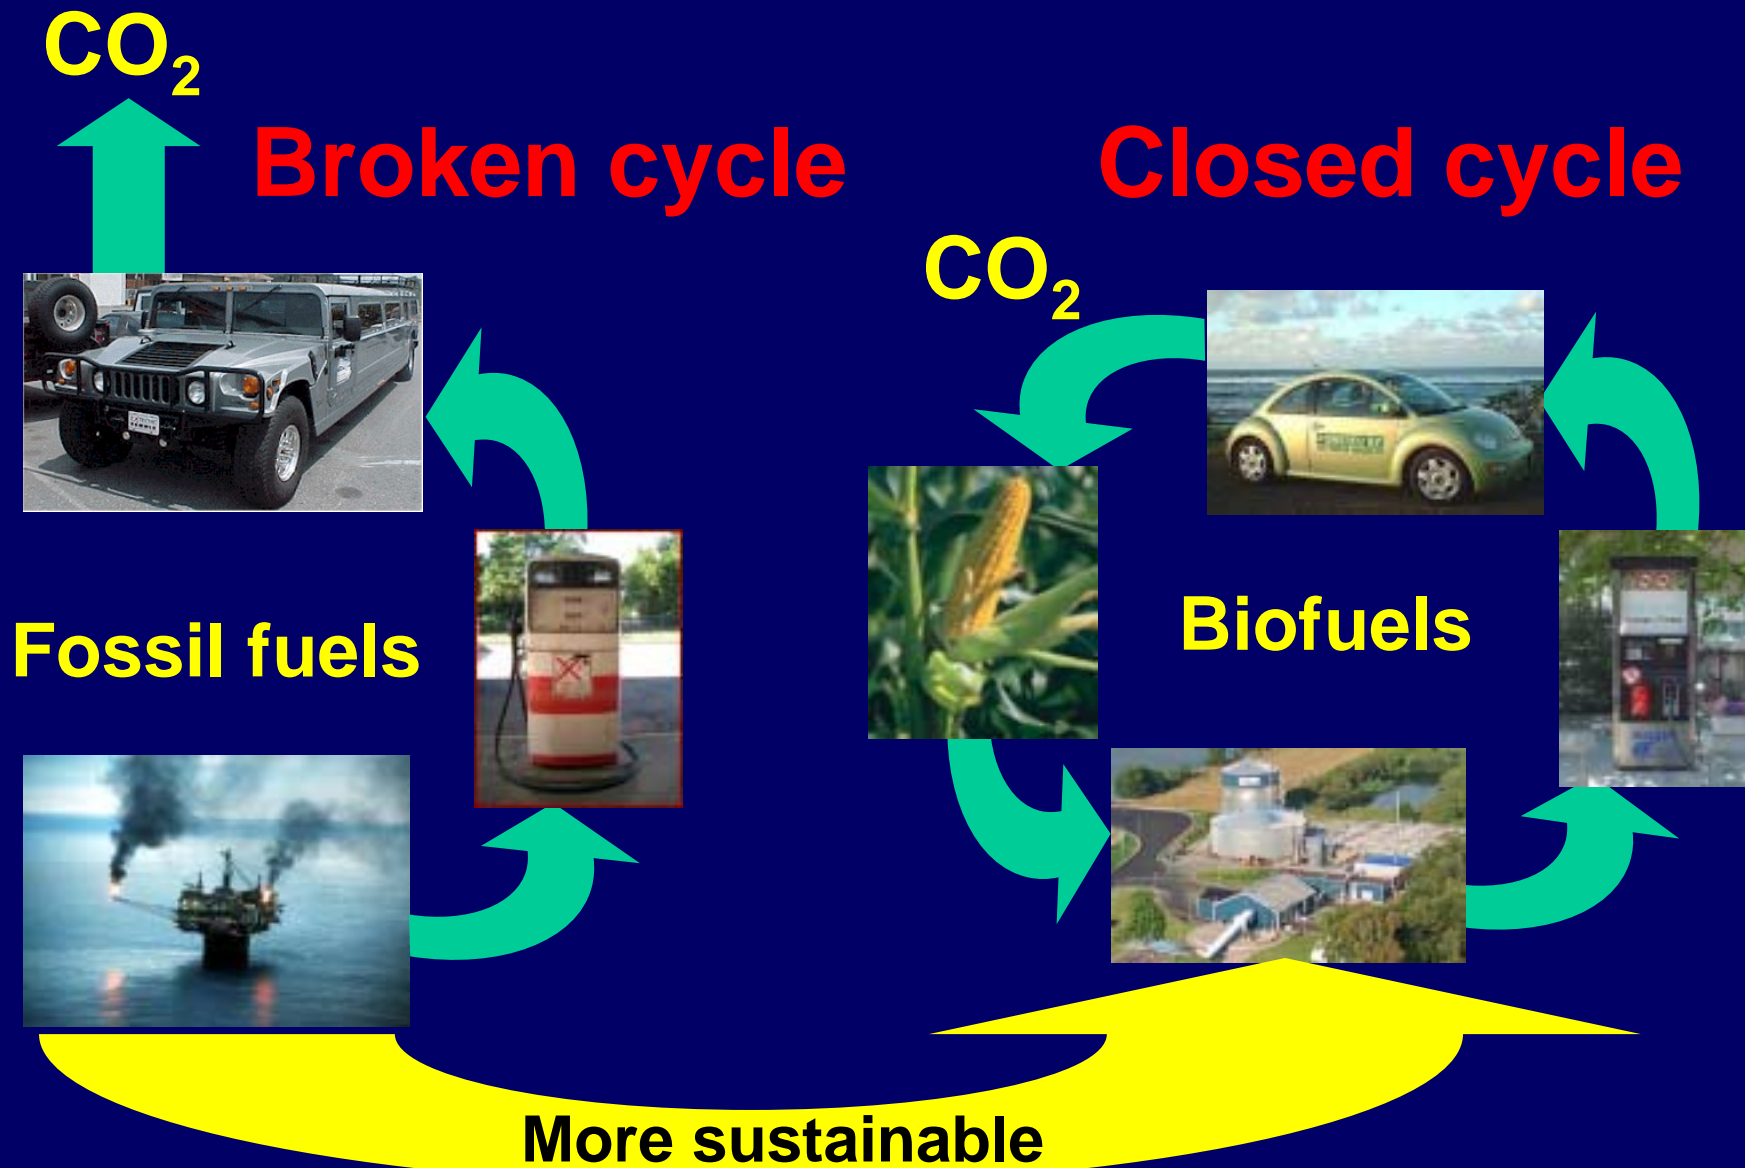 CO₂
Broken cycle
Closed cycle
CO₂
Fossil fuels
Biofuels
More sustainable